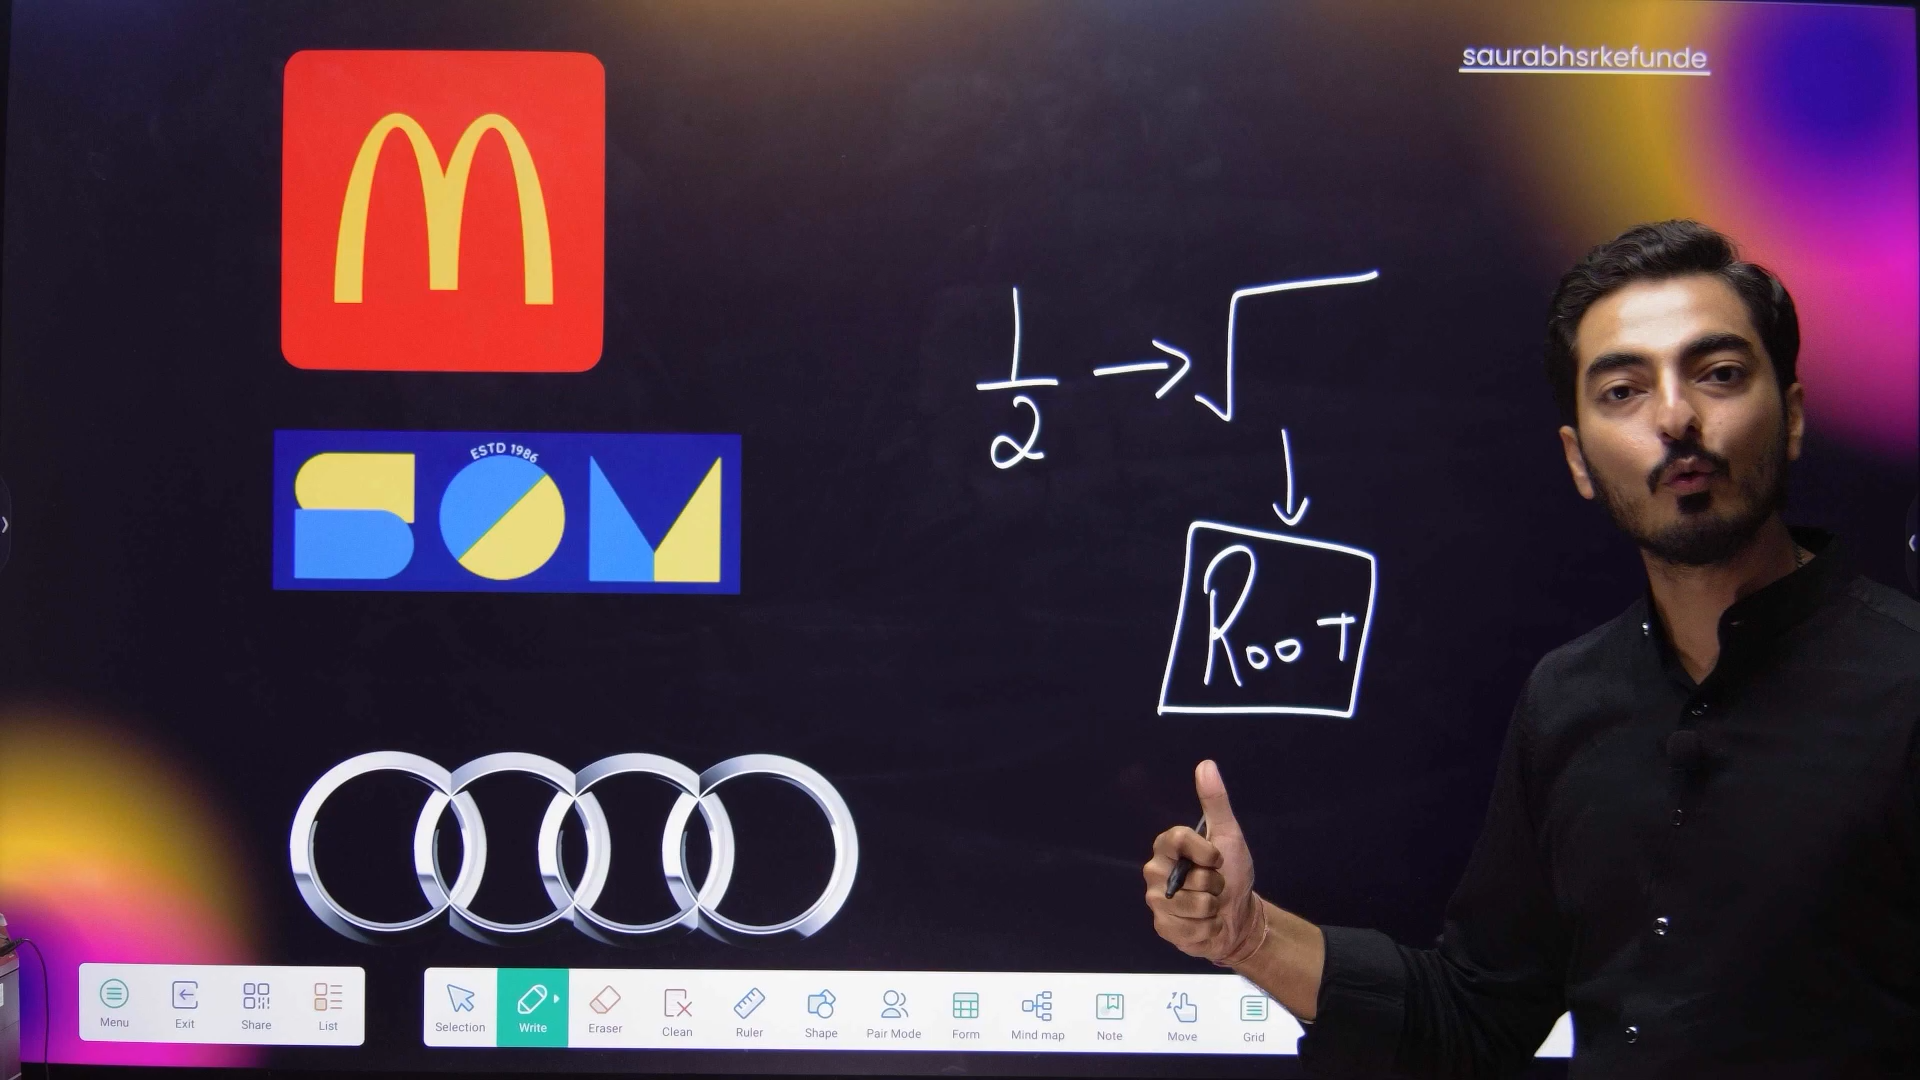 saurabhsrkefunde
M
ESTD 1986
SOM
1
2
→ √
Root
Menu Exit Share List
Selection Write Eraser Clean Ruler Shape Pair Mode Form Mind map Note Move Grid